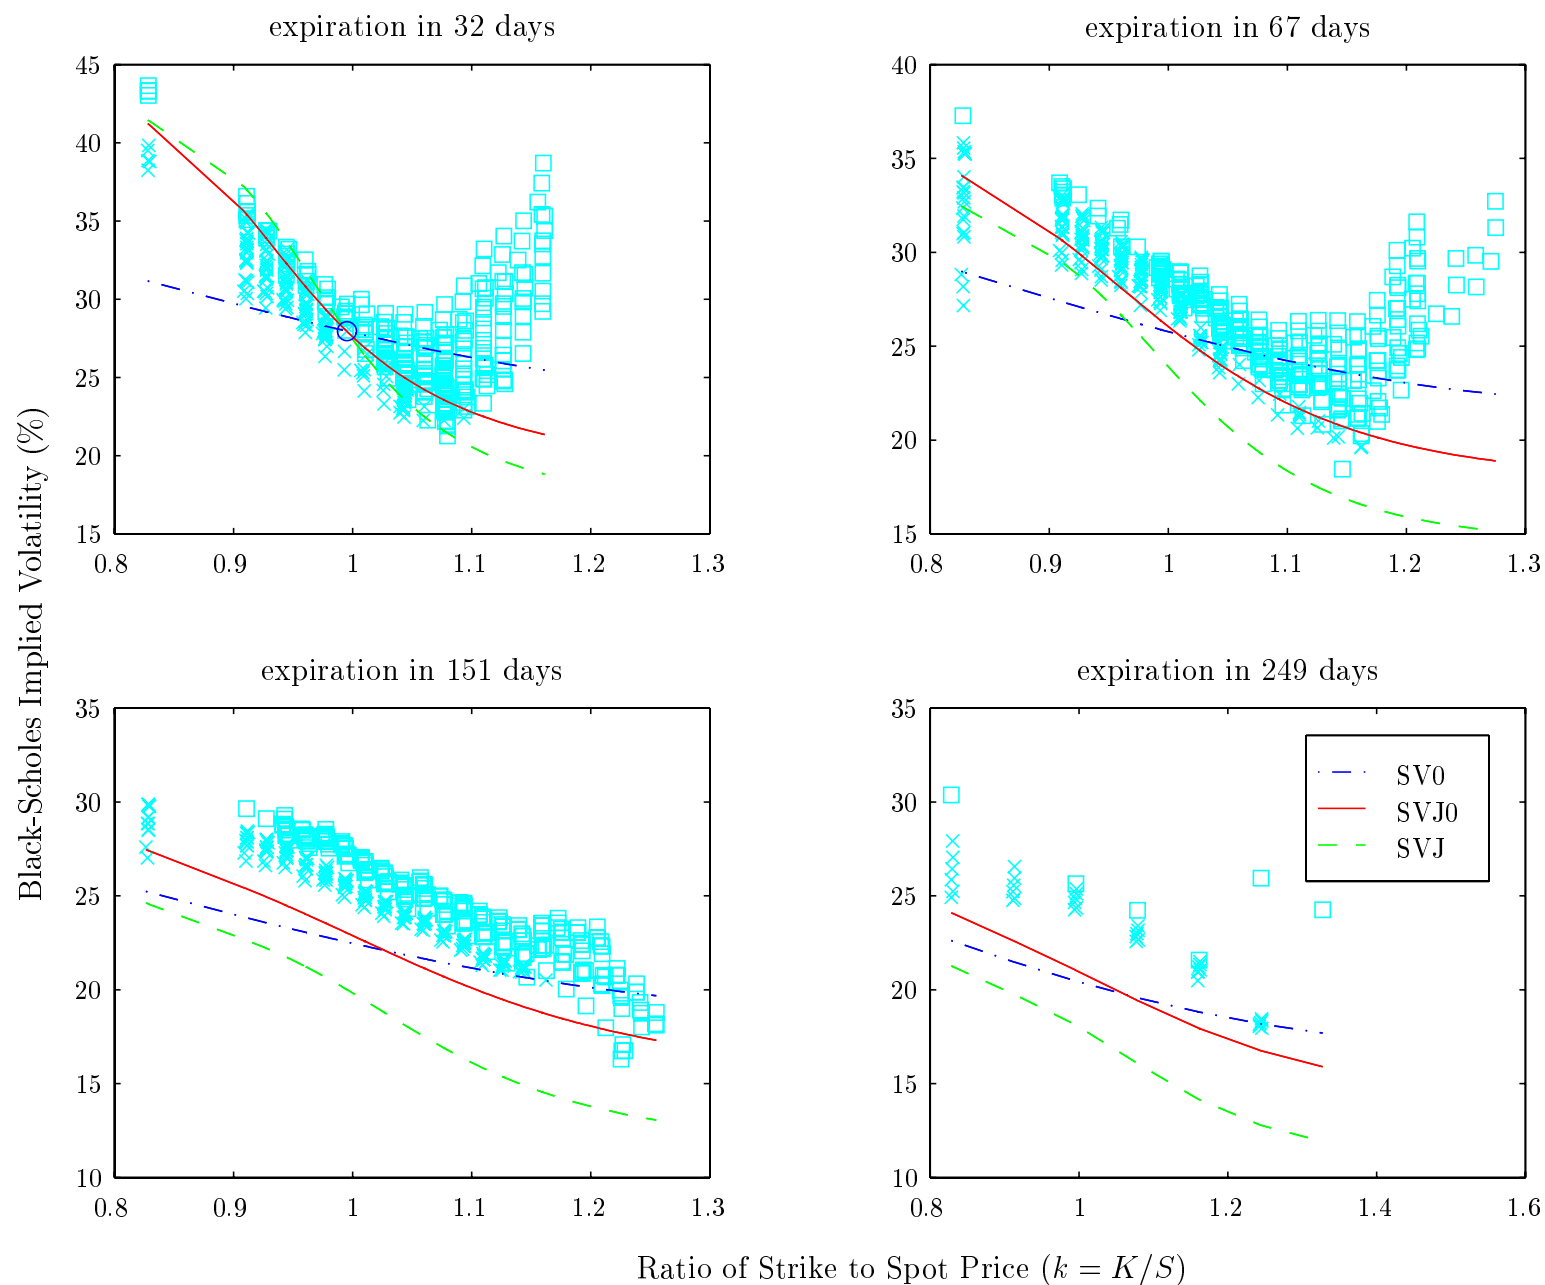 expiration in 32 days
45
40
35
30
25
20
15
0.8 0.9 1 1.1 1.2 1.3
expiration in 67 days
40
35
30
25
20
15
0.8 0.9 1 1.1 1.2 1.3
Black-Scholes Implied Volatility (%)
expiration in 151 days
35
30
25
20
15
10
0.8 0.9 1 1.1 1.2 1.3
expiration in 249 days
35
30
25
20
15
10
0.8 1 1.2 1.4 1.6
SV0
SVJ0
SVJ
Ratio of Strike to Spot Price (k = K/S)